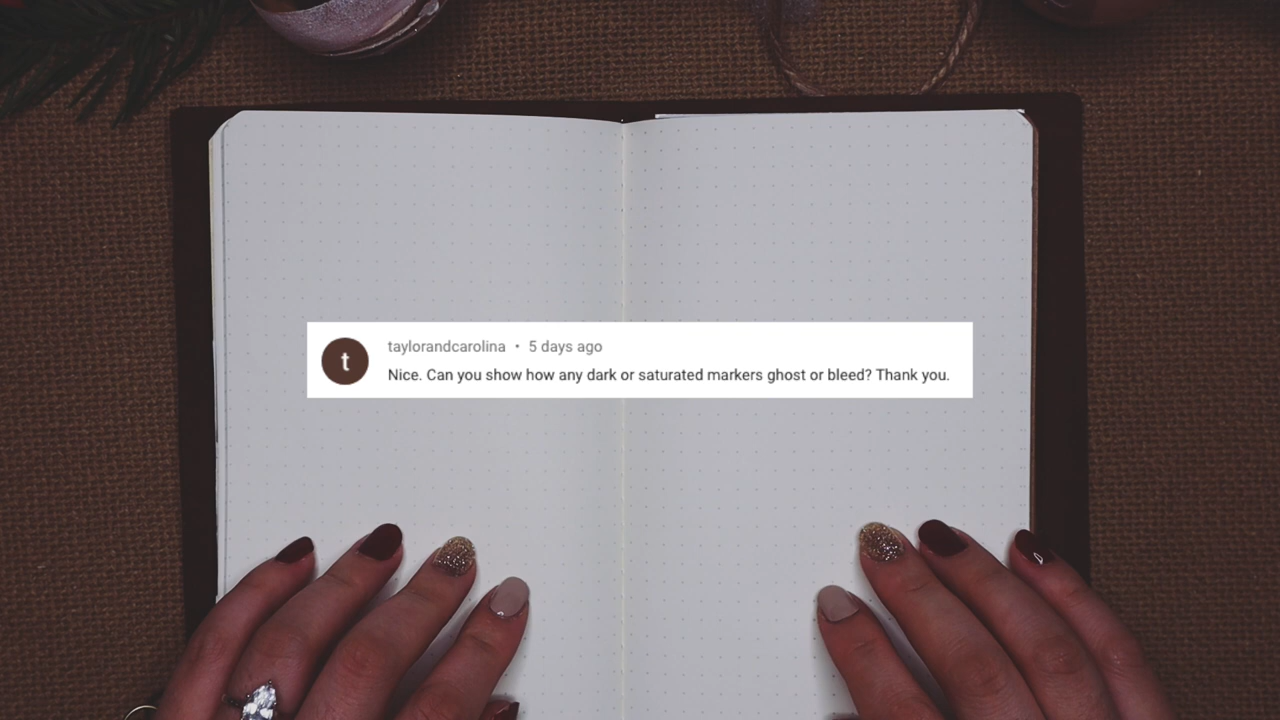 t
taylorandcarolina • 5 days ago
Nice. Can you show how any dark or saturated markers ghost or bleed? Thank you.